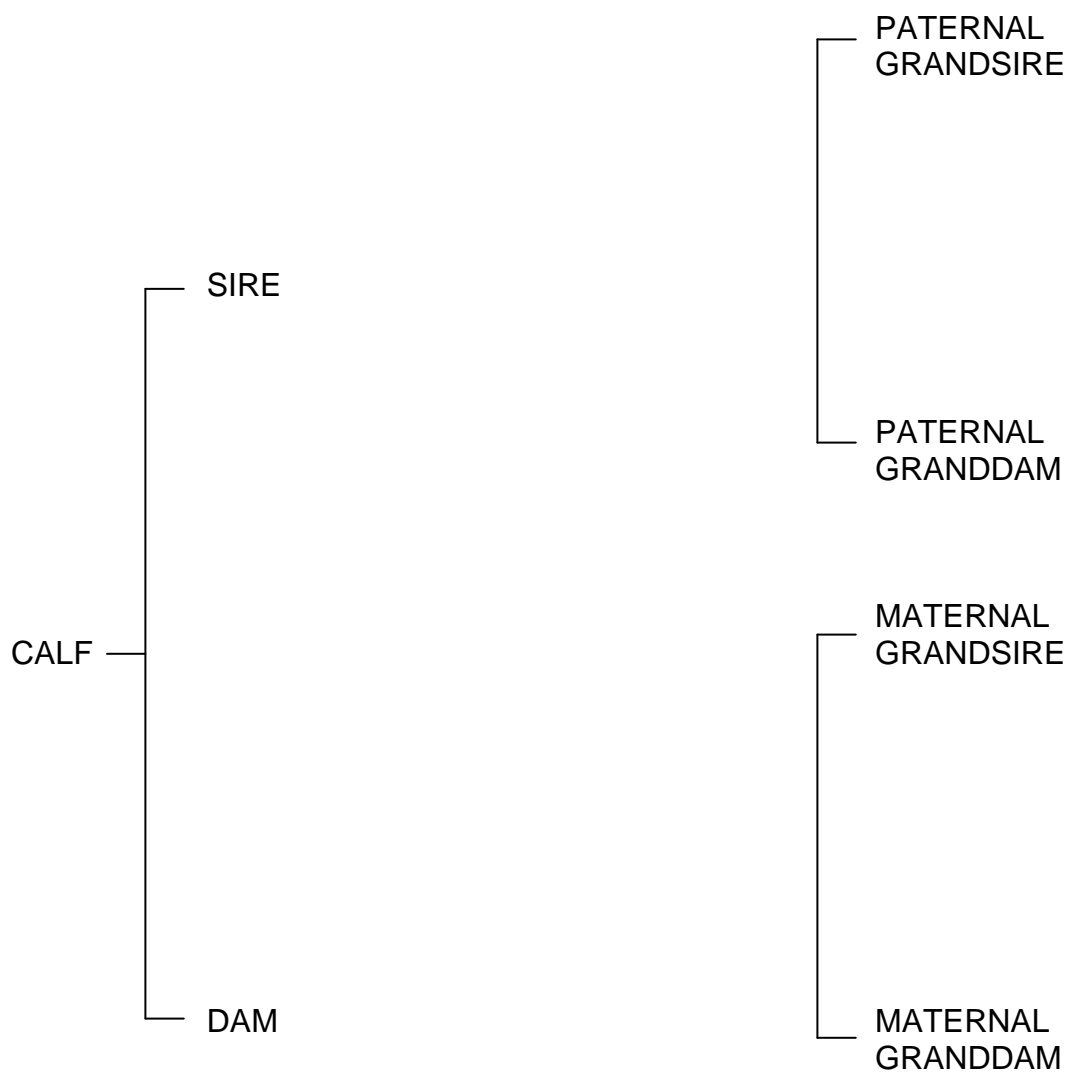 PATERNAL
GRANDSIRE
SIRE
PATERNAL
GRANDDAM
CALF
MATERNAL
GRANDSIRE
DAM
MATERNAL
GRANDDAM